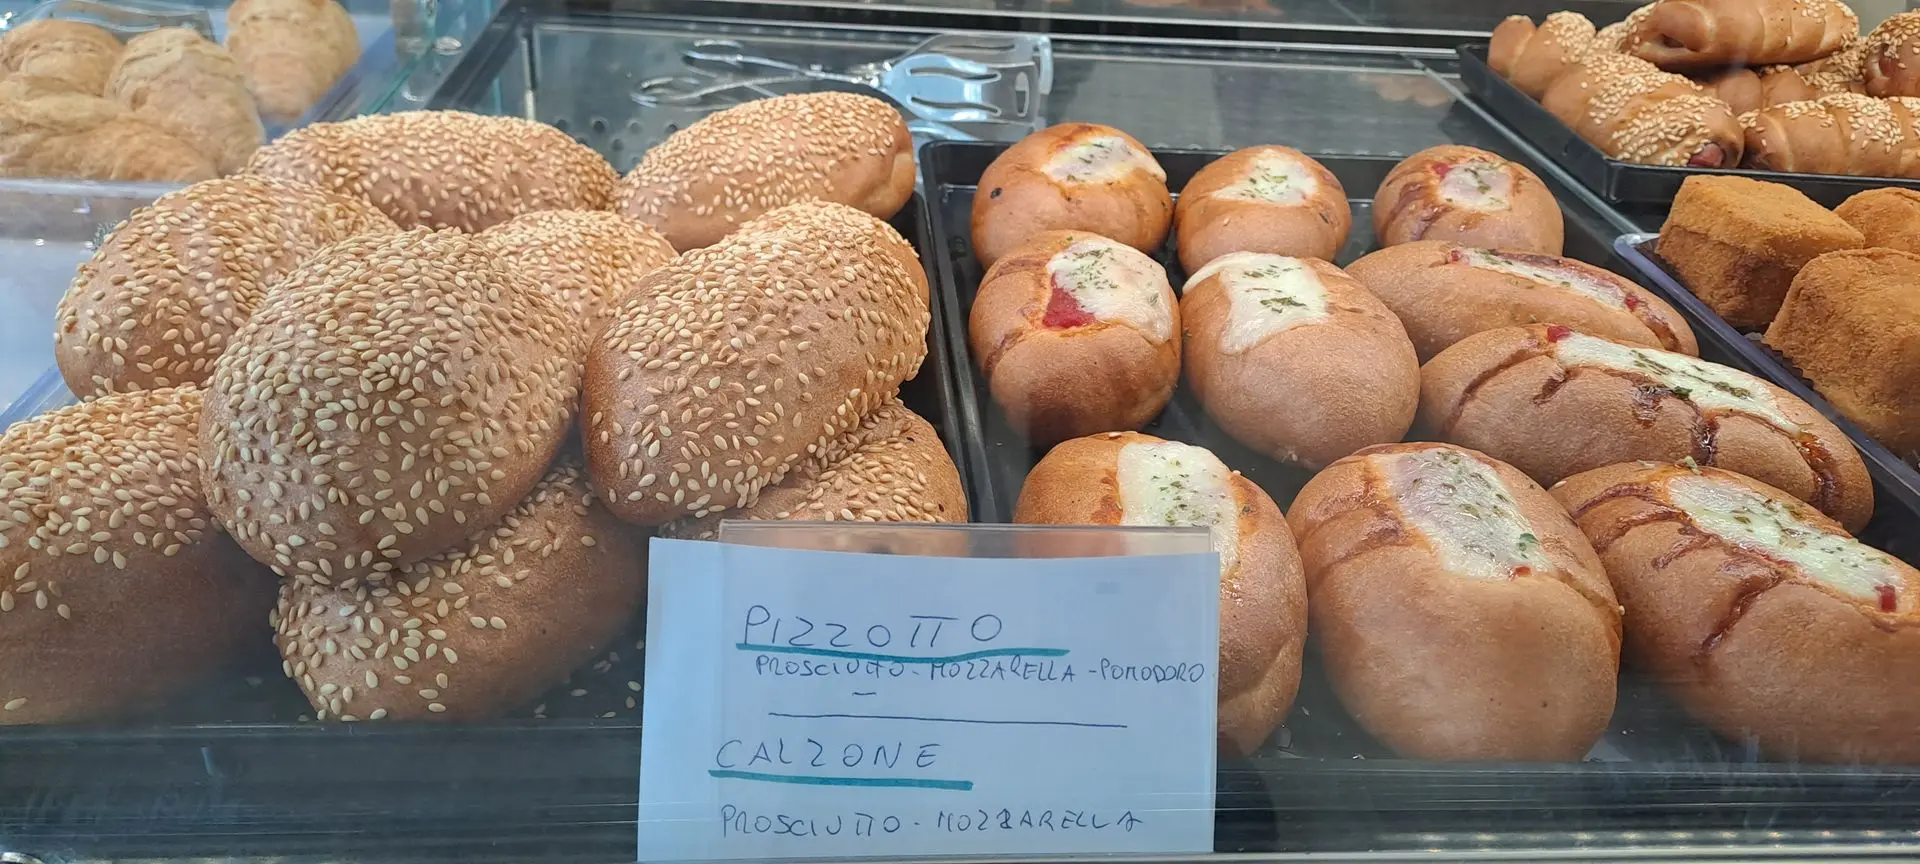 PIZZOTTO
PROSCIUTTO - MOZZARELLA - POMODORO
CALZONE
PROSCIUTTO - MOZZARELLA